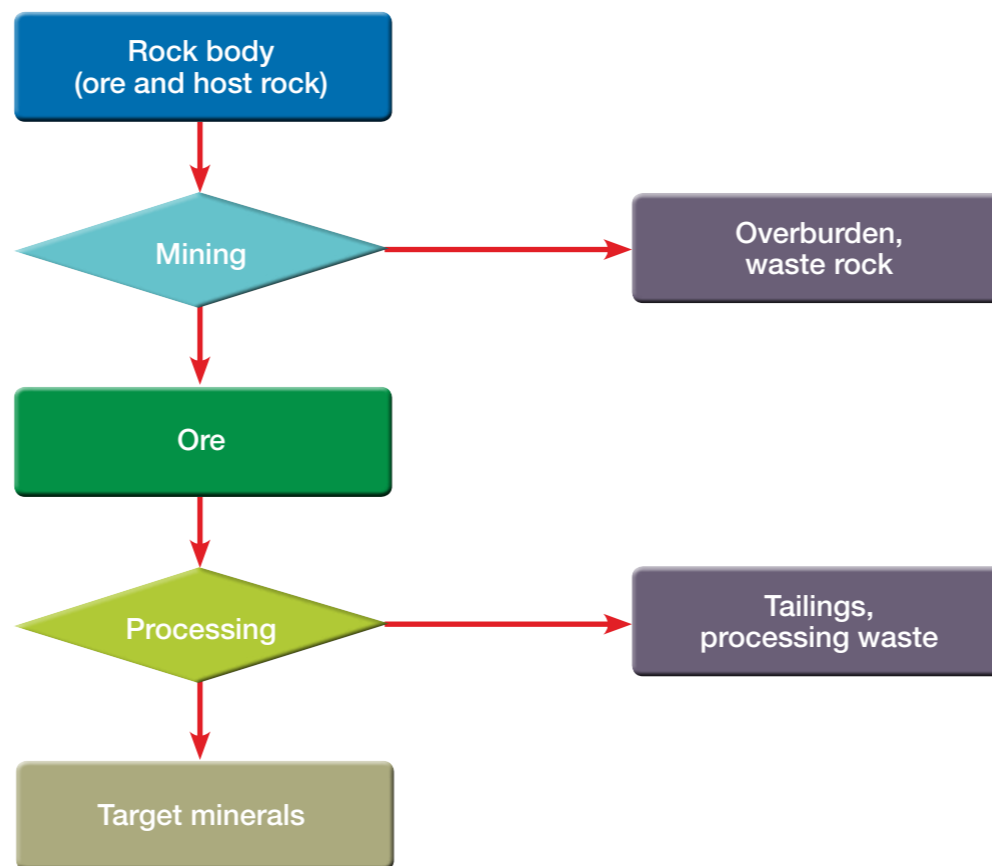 Rock body
(ore and host rock)
Mining
Overburden,
waste rock
Ore
Processing
Tailings,
processing waste
Target minerals